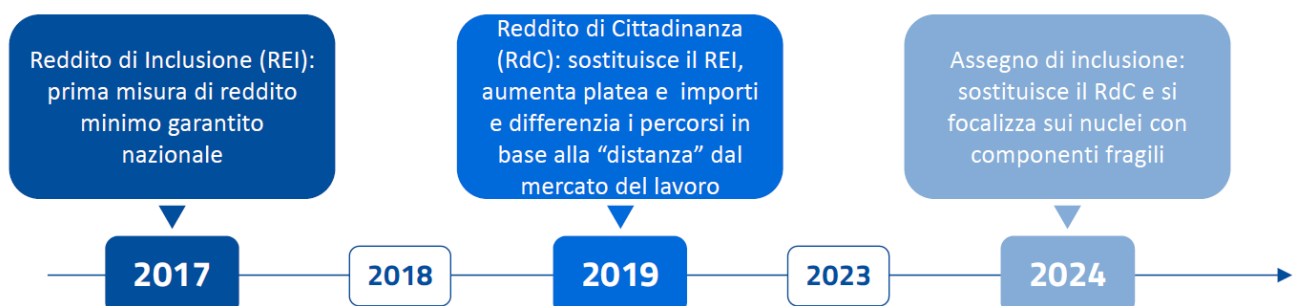 Reddito di Inclusione (REI):
prima misura di reddito
minimo garantito
nazionale
Reddito di Cittadinanza
(RdC): sostituisce il REI,
aumenta platea e importi
e differenzia i percorsi in
base alla “distanza” dal
mercato del lavoro
Assegno di inclusione:
sostituisce il RdC e si
focalizza sui nuclei con
componenti fragili
2017
2018
2019
2023
2024